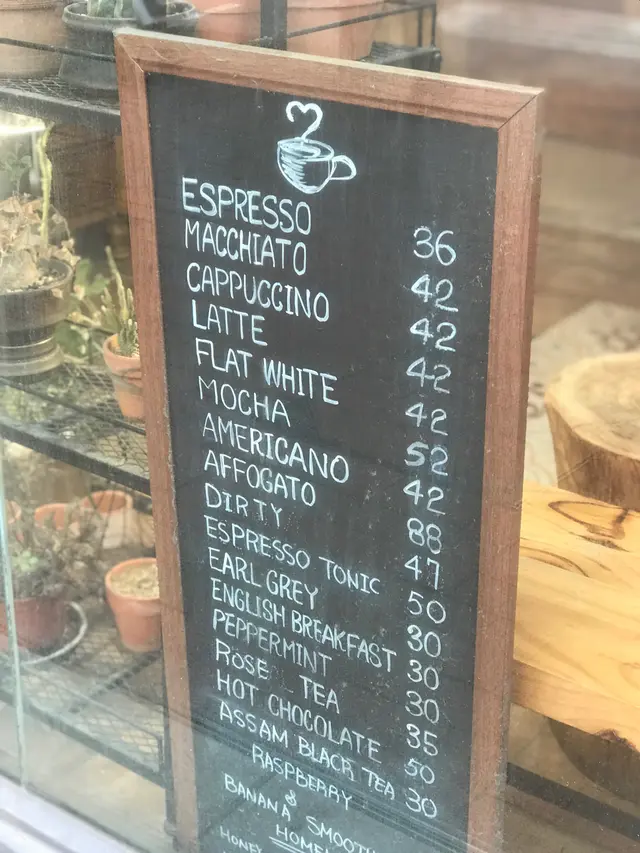 ESPRESSO 36
MACCHIATO 42
CAPPUCCINO 42
LATTE 42
FLAT WHITE 42
MOCHA 52
AMERICANO 42
AFFOGATO 88
DIRTY 47
ESPRESSO TONIC 50
EARL GREY 30
ENGLISH BREAKFAST 30
PEPPERMINT 30
ROSE TEA 35
HOT CHOCOLATE 50
ASSAM BLACK TEA 30
RASPBERRY
&
BANANA SMOOTH
HONEY